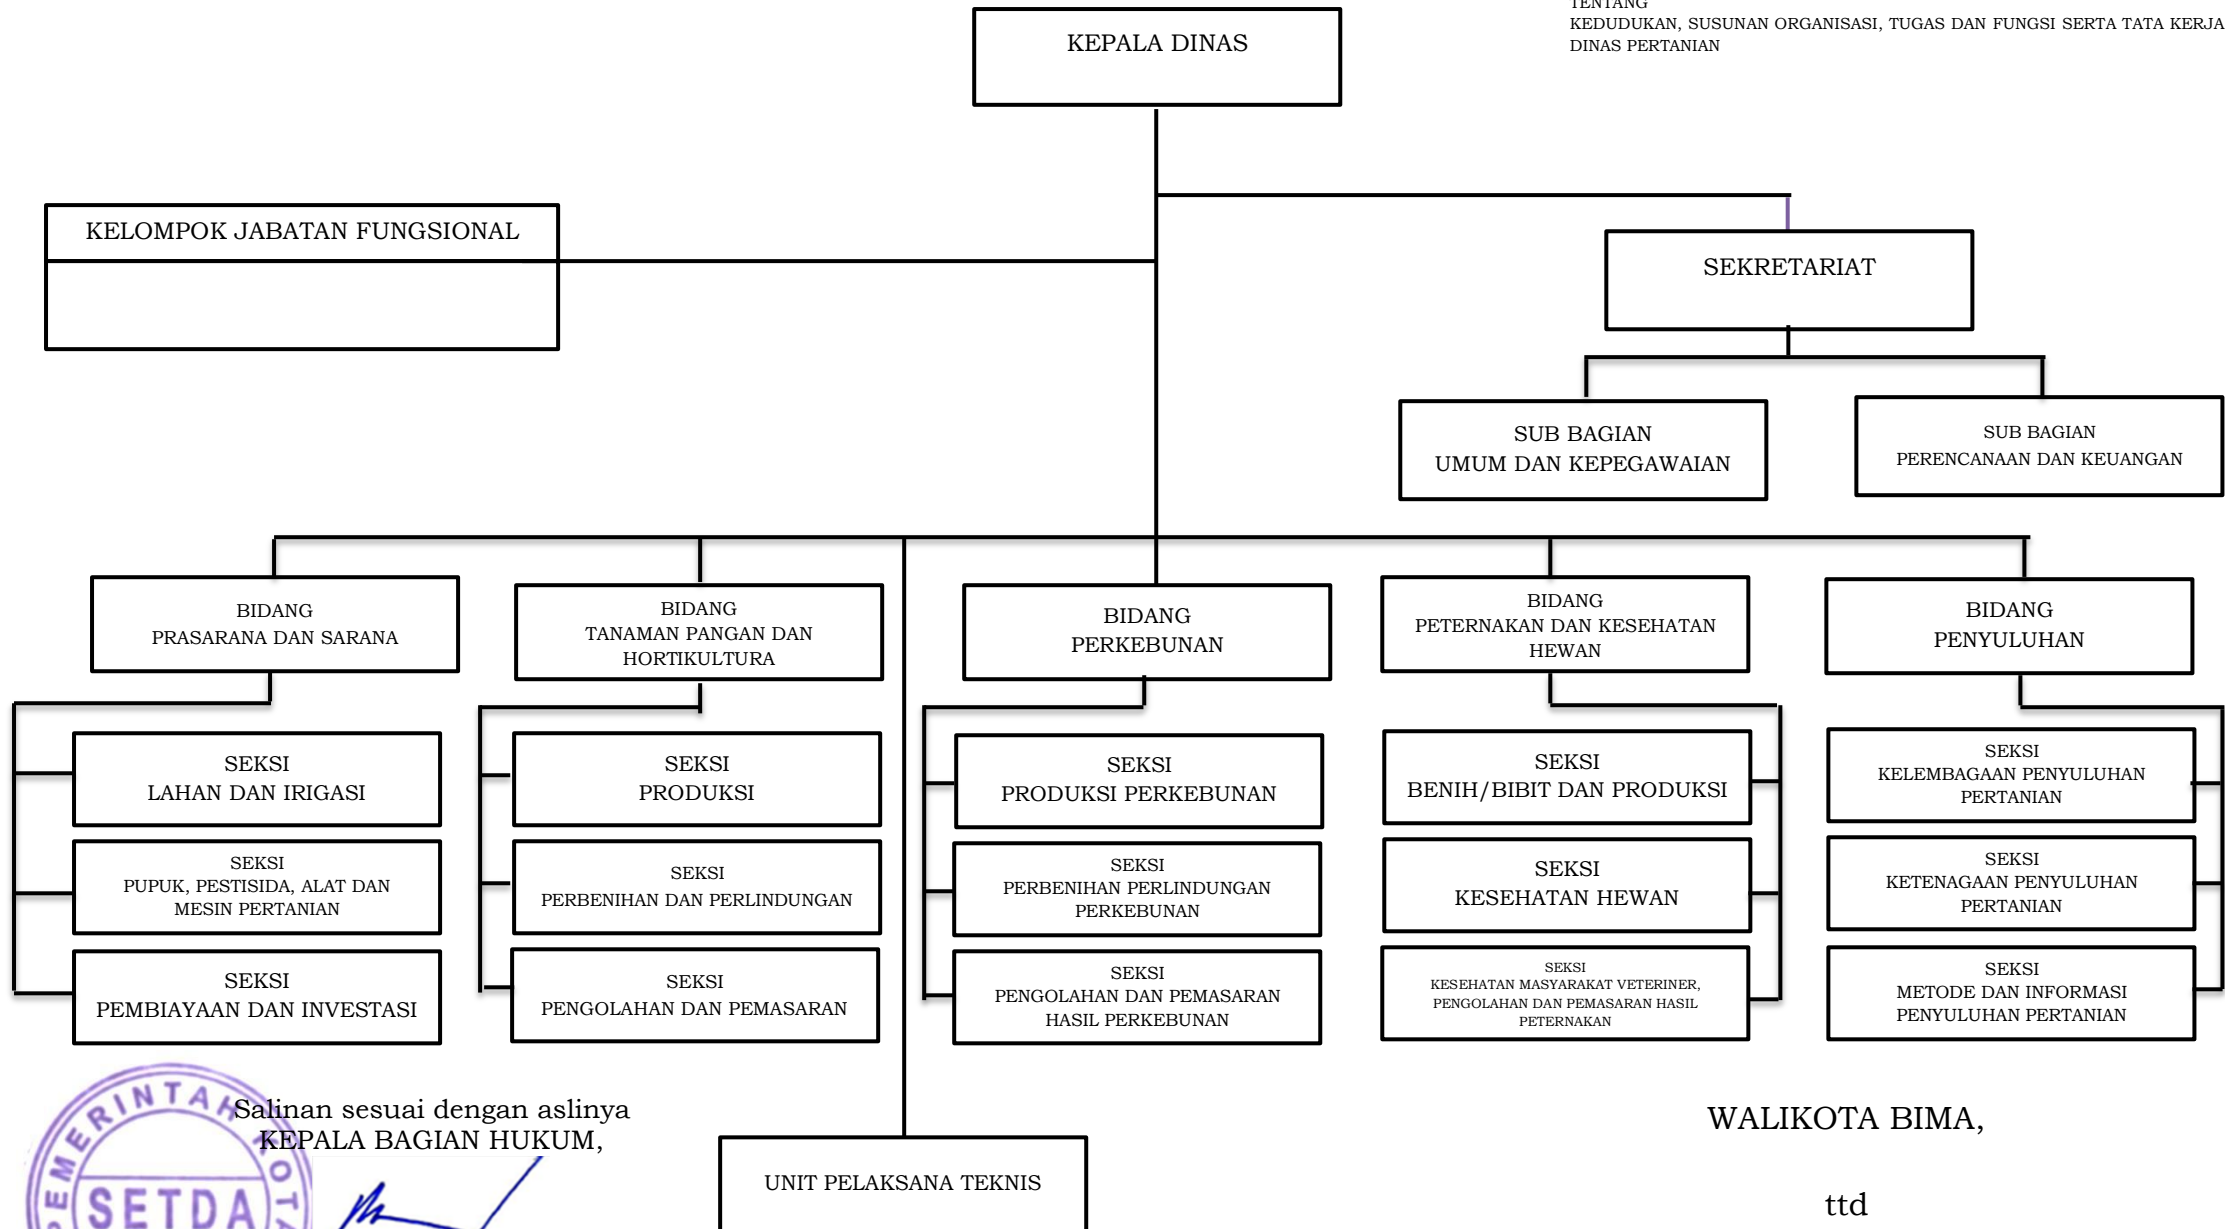 TENTANG
KEDUDUKAN, SUSUNAN ORGANISASI, TUGAS DAN FUNGSI SERTA TATA KERJA
DINAS PERTANIAN
KEPALA DINAS
KELOMPOK JABATAN FUNGSIONAL
SEKRETARIAT
SUB BAGIAN
UMUM DAN KEPEGAWAIAN
SUB BAGIAN
PERENCANAAN DAN KEUANGAN
BIDANG
PRASARANA DAN SARANA
BIDANG
TANAMAN PANGAN DAN
HORTIKULTURA
BIDANG
PERKEBUNAN
BIDANG
PETERNAKAN DAN KESEHATAN
HEWAN
BIDANG
PENYULUHAN
SEKSI
LAHAN DAN IRIGASI
SEKSI
PRODUKSI
SEKSI
PRODUKSI PERKEBUNAN
SEKSI
BENIH/BIBIT DAN PRODUKSI
SEKSI
KELEMBAGAAN PENYULUHAN
PERTANIAN
SEKSI
PUPUK, PESTISIDA, ALAT DAN
MESIN PERTANIAN
SEKSI
PERBENIHAN DAN PERLINDUNGAN
SEKSI
PERBENIHAN PERLINDUNGAN
PERKEBUNAN
SEKSI
KESEHATAN HEWAN
SEKSI
KETENAGAAN PENYULUHAN
PERTANIAN
SEKSI
PEMBIAYAAN DAN INVESTASI
SEKSI
PENGOLAHAN DAN PEMASARAN
SEKSI
PENGOLAHAN DAN PEMASARAN
HASIL PERKEBUNAN
SEKSI
KESEHATAN MASYARAKAT VETERINER,
PENGOLAHAN DAN PEMASARAN HASIL
PETERNAKAN
SEKSI
METODE DAN INFORMASI
PENYULUHAN PERTANIAN
Salinan sesuai dengan aslinya
KEPALA BAGIAN HUKUM,
PEMERINTAH KOTA
SETDA
UNIT PELAKSANA TEKNIS
WALIKOTA BIMA,
ttd